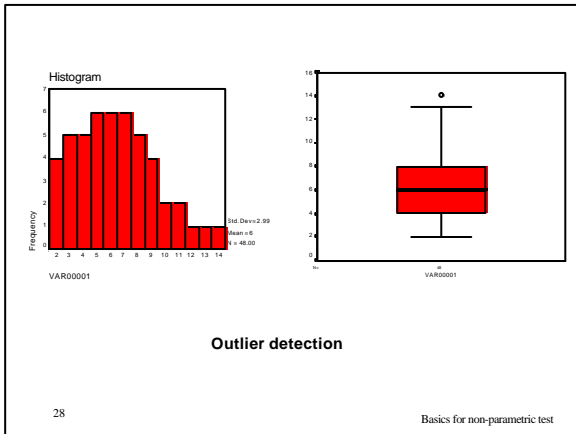 Histogram
7
6
5
4
3
2
1
0
Frequency
2 3 4 5 6 7 8 9 10 11 12 13 14
Std. Dev = 2.99
Mean = 6
N = 48.00
VAR00001
16
14
12
10
8
6
4
2
0
N =
48
VAR00001
Outlier detection
28
Basics for non-parametric test